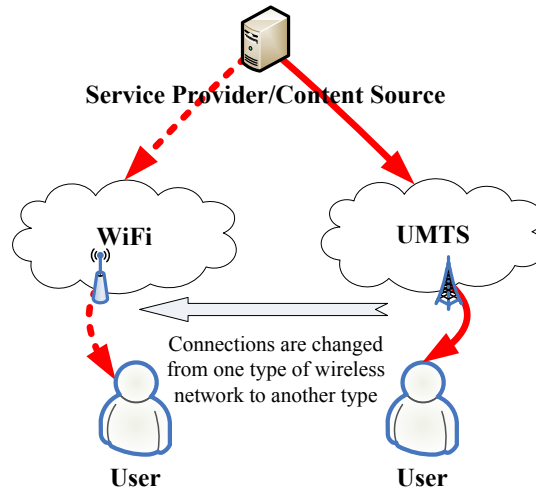 Service Provider/Content Source
WiFi
UMTS
Connections are changed
from one type of wireless
network to another type
User
User